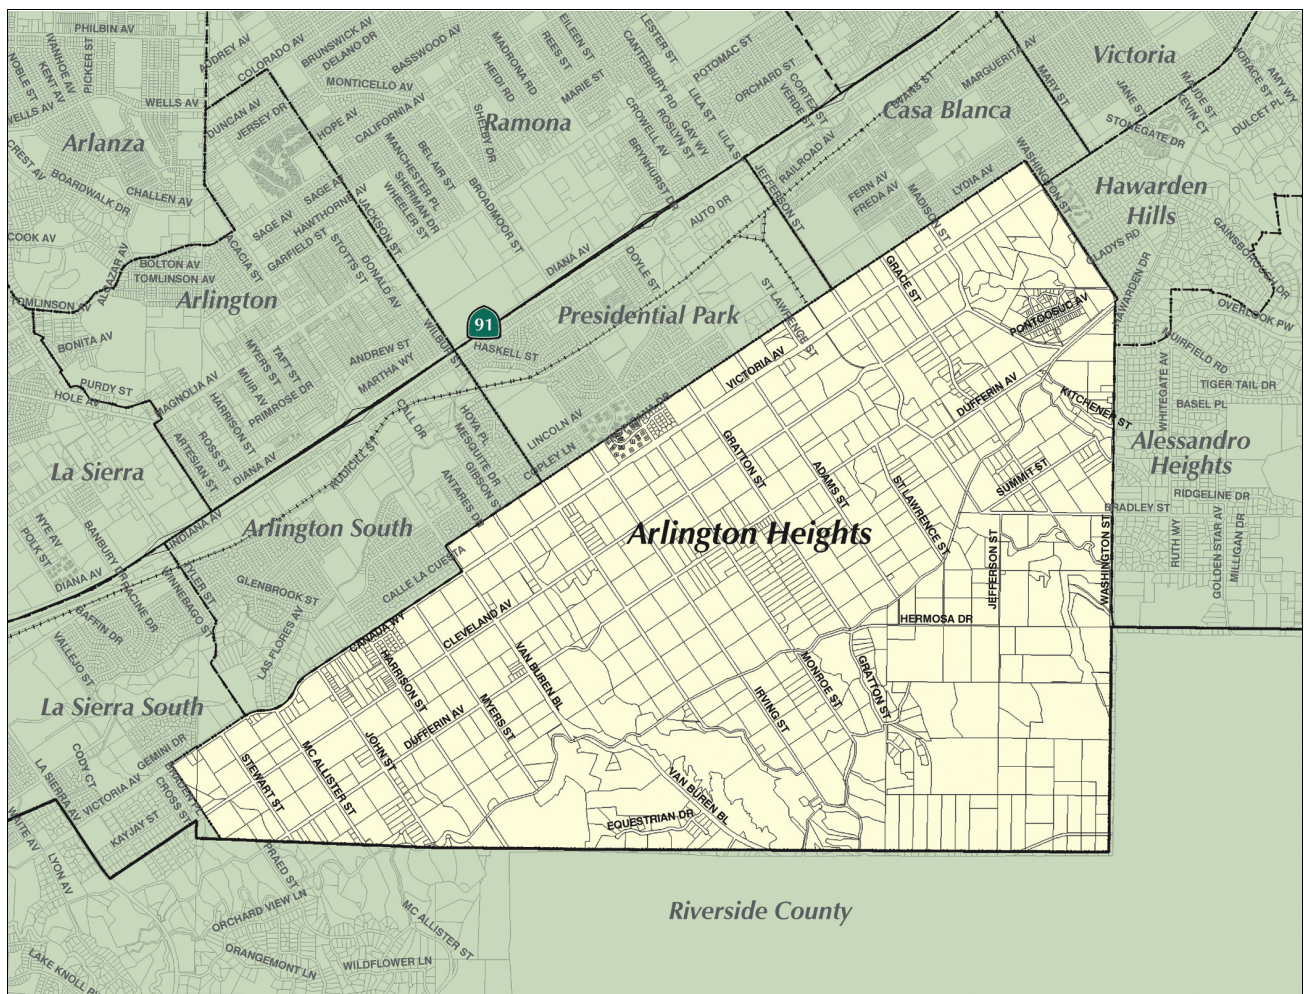 PHILBIN AV
IVANHOE AV
KENT AV
NOBLE ST
PICKER ST
WELLS AV
WELLS AV
AUDREY AV
COLORADO AV
BRUNSWICK AV
DELANO DR
BASSWOOD AV
MONTICELLO AV
MADRONA RD
HEIDI RD
REES ST
EILEEN ST
MARIE ST
LESTER ST
CANTERBURY RD
POTOMAC ST
ORCHARD ST
CORTEZ ST
VERDE ST
LILA ST
LILA ST
GAY WY
ROSLYN ST
CROWELL AV
BRYNHURST DR
EVANS ST
MARGUERITA AV
MARY ST
Victoria
JANE ST
MAUDE ST
KEVIN CT
HORACE ST
AMY WY
DULCET PL
STONEGATE DR
Casa Blanca
Ramona
Arlanza
DUNCAN AV
JERSEY DR
HOPE AV
CALIFORNIA AV
SHELBY DR
BEL AIR ST
MANCHESTER PL
SHERMAN DR
WHEELER ST
BROADMOOR ST
CREST AV
BOARDWALK DR
CHALLEN AV
COOK AV
ALCAZAR AV
SAGE AV
SAGE AV
HAWTHORNE AV
GARFIELD ST
ACACIA ST
JACKSON ST
STOTTS ST
DONALD AV
BOLTON AV
TOMLINSON AV
TOMLINSON AV
Arlington
RAILROAD AV
JEFFERSON ST
AUTO DR
DIANA AV
DOYLE ST
FERN AV
FREDA AV
MADISON ST
LYDIA AV
WASHINGTON ST
Hawarden
Hills
GLADYS RD
HAWARDEN DR
GAINSBOROUGH DR
OVERLOOK PW
MUIRFIELD RD
91
Presidential Park
HASKELL ST
ST LAWRENCE ST
GRACE ST
PONTOOSUC AV
WILBUR ST
BONITA AV
PURDY ST
HOLE AV
MAGNOLIA AV
TAFT ST
MYERS ST
MUIR AV
PRIMROSE DR
ANDREW ST
MARTHA WY
HARRISON ST
ROSS ST
ARTESIAN ST
DIANA AV
CALL DR
HOYA PL
MESQUITE DR
GIBSON ST
ANTARES DR
LINCOLN AV
COPLEY LN
VICTORIA AV
DUFFERIN AV
KITCHENER ST
WHITEGATE AV
TIGER TAIL DR
BASEL PL
Alessandro
Heights
RIDGELINE DR
BRADLEY ST
RUTH WY
GOLDEN STAR AV
MILLIGAN DR
La Sierra
Arlington South
INDIANA AV
NYE AV
POLK ST
BANBURY DR
RACINE DR
DIANA AV
TYLER ST
WINNEBAGO ST
GLENBROOK ST
LAS FLORES AV
CALLE LA CUESTA
GRATTON ST
ADAMS ST
ST LAWRENCE ST
SUMMIT ST
Arlington Heights
JEFFERSON ST
WASHINGTON ST
HERMOSA DR
SAFFIN DR
VALLEJO ST
CANADA WY
CLEVELAND AV
HARRISON ST
VAN BUREN BL
MYERS ST
DUFFERIN AV
JOHN ST
MC ALLISTER ST
STEWART ST
MONROE ST
GRATTON ST
IRVING ST
VAN BUREN BL
EQUESTRIAN DR
La Sierra South
GEMINI DR
CODY CT
LA SIERRA AV
VICTORIA AV
CROSS ST
KAYJAY ST
LYON AV
PRAED ST
Riverside County
ORCHARD VIEW LN
MC ALLISTER ST
ORANGEMONT LN
WILDFLOWER LN